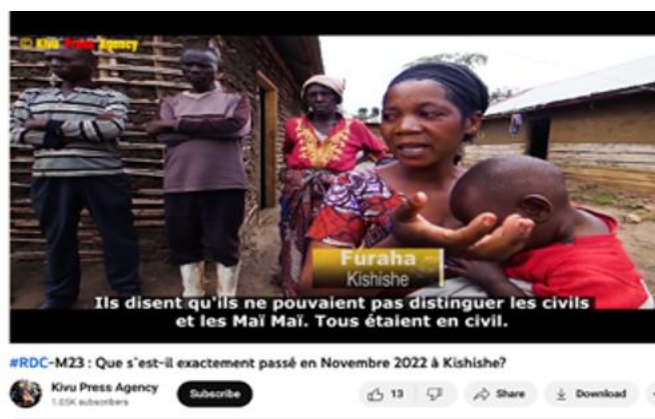 © Kivu Press Agency
Furaha
Kishishe
Ils disent qu'ils ne pouvaient pas distinguer les civils
et les Maï Maï. Tous étaient en civil.
#RDC-M23 : Que s'est-il exactement passé en Novembre 2022 à Kishishe?
Kivu Press Agency
1.05K subscribers
Subscribe
13
Share
Download